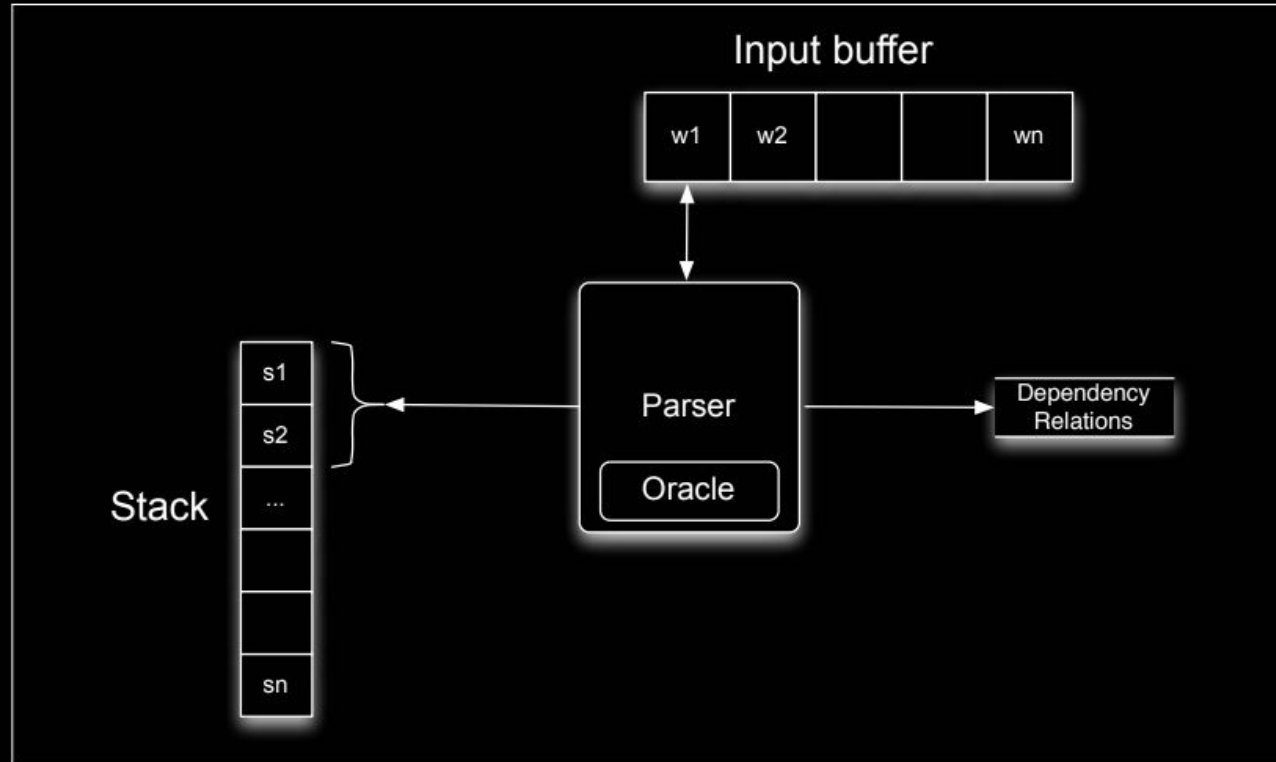 Input buffer
w1 w2 wn
s1
s2
Parser
Dependency
Relations
Stack
...
Oracle
sn